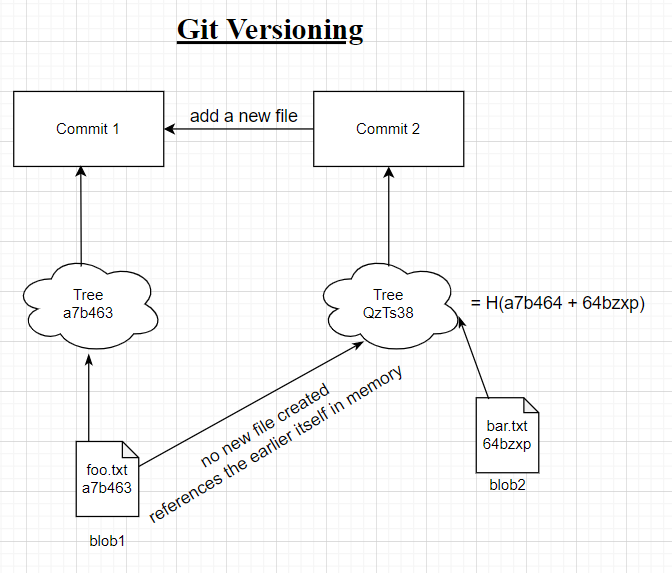 Git Versioning
Commit 1
add a new file
Commit 2
Tree
a7b463
Tree
QzTs38
= H(a7b464 + 64bzxp)
no new file created
references the earlier itself in memory
foo.txt
a7b463
blob1
bar.txt
64bzxp
blob2